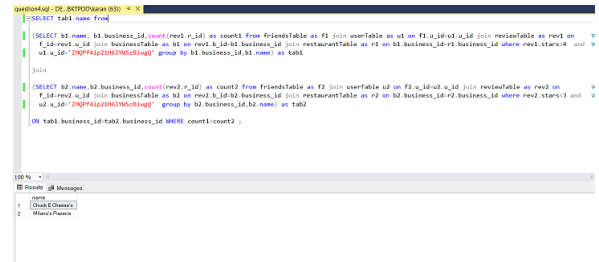 question4.sql - DE...BKTPOD\karan (63))
SELECT tab1.name from
(SELECT b1.name, b1.business_id,count(rev1.r_id) as count1 from friendsTable as f1 join userTable as u1 on f1.u_id=u1.u_id join reviewTable as rev1 on
f_id=rev1.u_id join businessTable as b1 on rev1.b_id=b1.business_id join restaurantTable as r1 on b1.business_id=r1.business_id where rev1.stars>4 and
u1.u_id= group by b1.business_id,b1.name) as tab1
join
(SELECT b2.name,b2.business_id,count(rev2.r_id) as count2 from friendsTable as f2 join userTable u2 on f2.u_id=u2.u_id join reviewTable as rev2 on
f_id=rev2.u_id join businessTable as b2 on rev2.b_id=b2.business_id join restaurantTable as r2 on b2.business_id=r2.business_id where rev2.stars<3 and
u2.u_id= group by b2.business_id,b2.name) as tab2
ON tab1.business_id=tab2.business_id WHERE count1>count2 ;
100 %
Results Messages
name
1 Chuck E Cheese's
2 Milano's Pizzeria